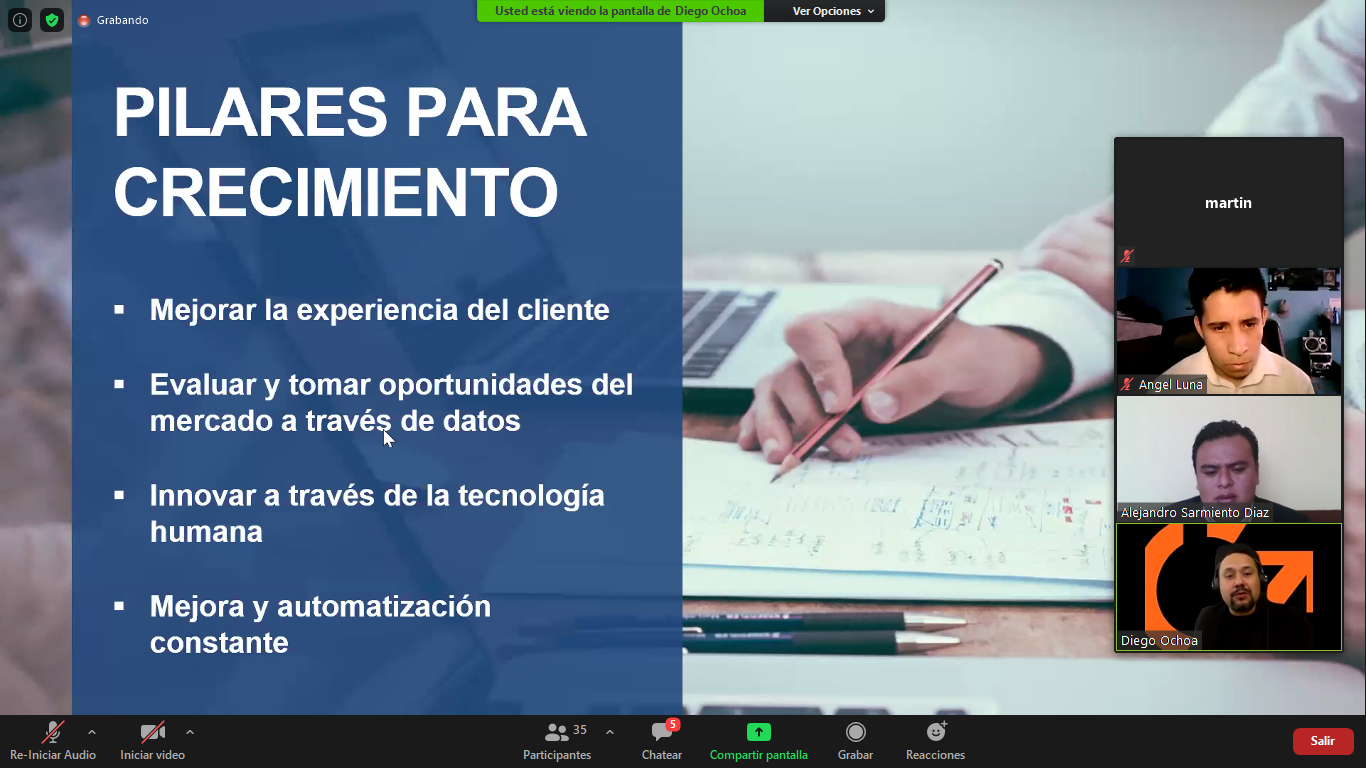 Grabando
Usted está viendo la pantalla de Diego Ochoa
Ver Opciones
PILARES PARA
CRECIMIENTO
Mejorar la experiencia del cliente
Evaluar y tomar oportunidades del
mercado a través de datos
Innovar a través de la tecnología
humana
Mejora y automatización
constante
martin
Angel Luna
Alejandro Sarmiento Diaz
Diego Ochoa
Re-Iniciar Audio
Iniciar video
35
Participantes
5
Chatear
Compartir pantalla
Grabar
Reacciones
Salir